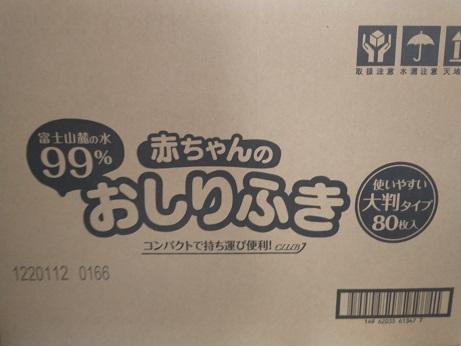 取扱注意 水濡注意 天地
富士山麓の水
99%
赤ちゃんの
おしりふき
使いやすい
大判タイプ
80枚入
コンパクトで持ち運び便利!
1220112 0166